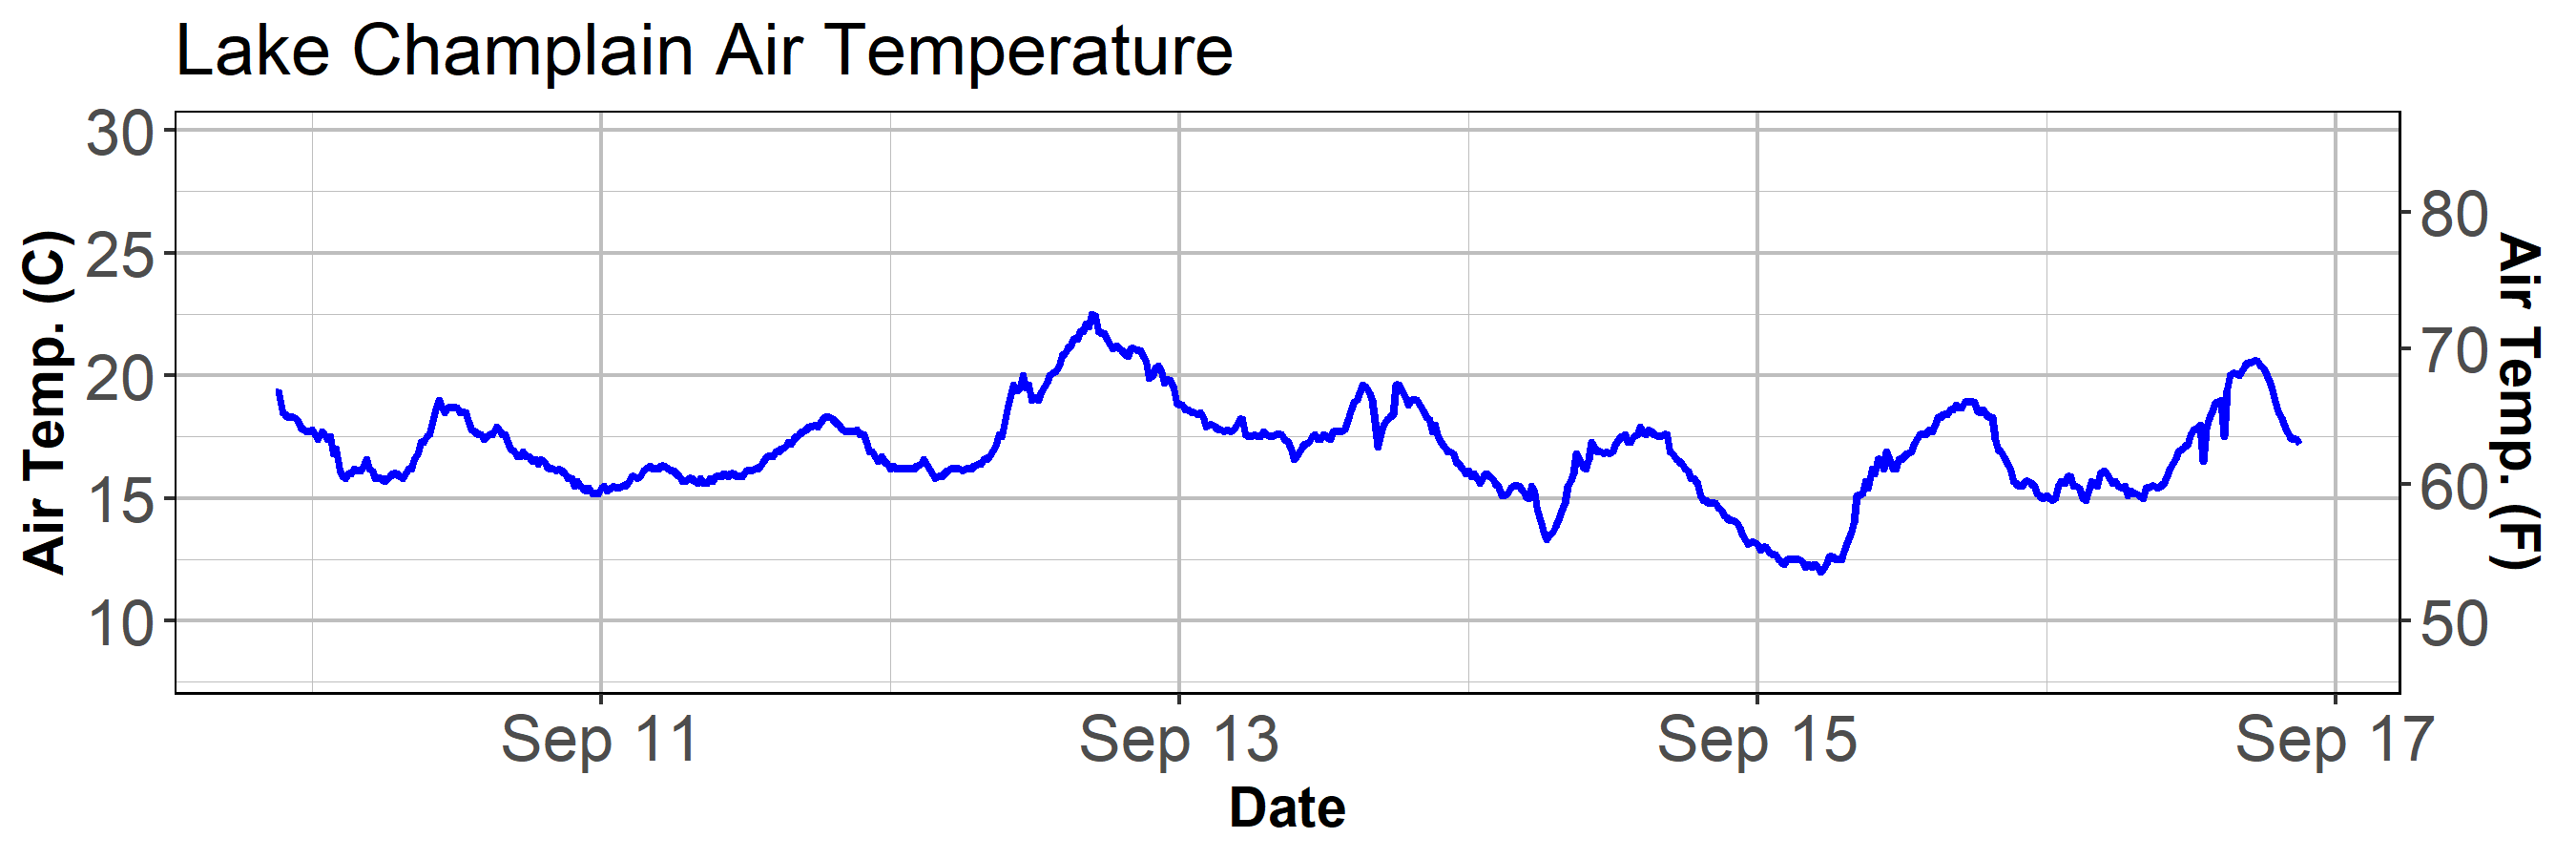 Lake Champlain Air Temperature
30
25
20
15
10
Air Temp. (C)
80
70
60
50
Air Temp. (F)
Sep 11
Sep 13
Sep 15
Sep 17
Date